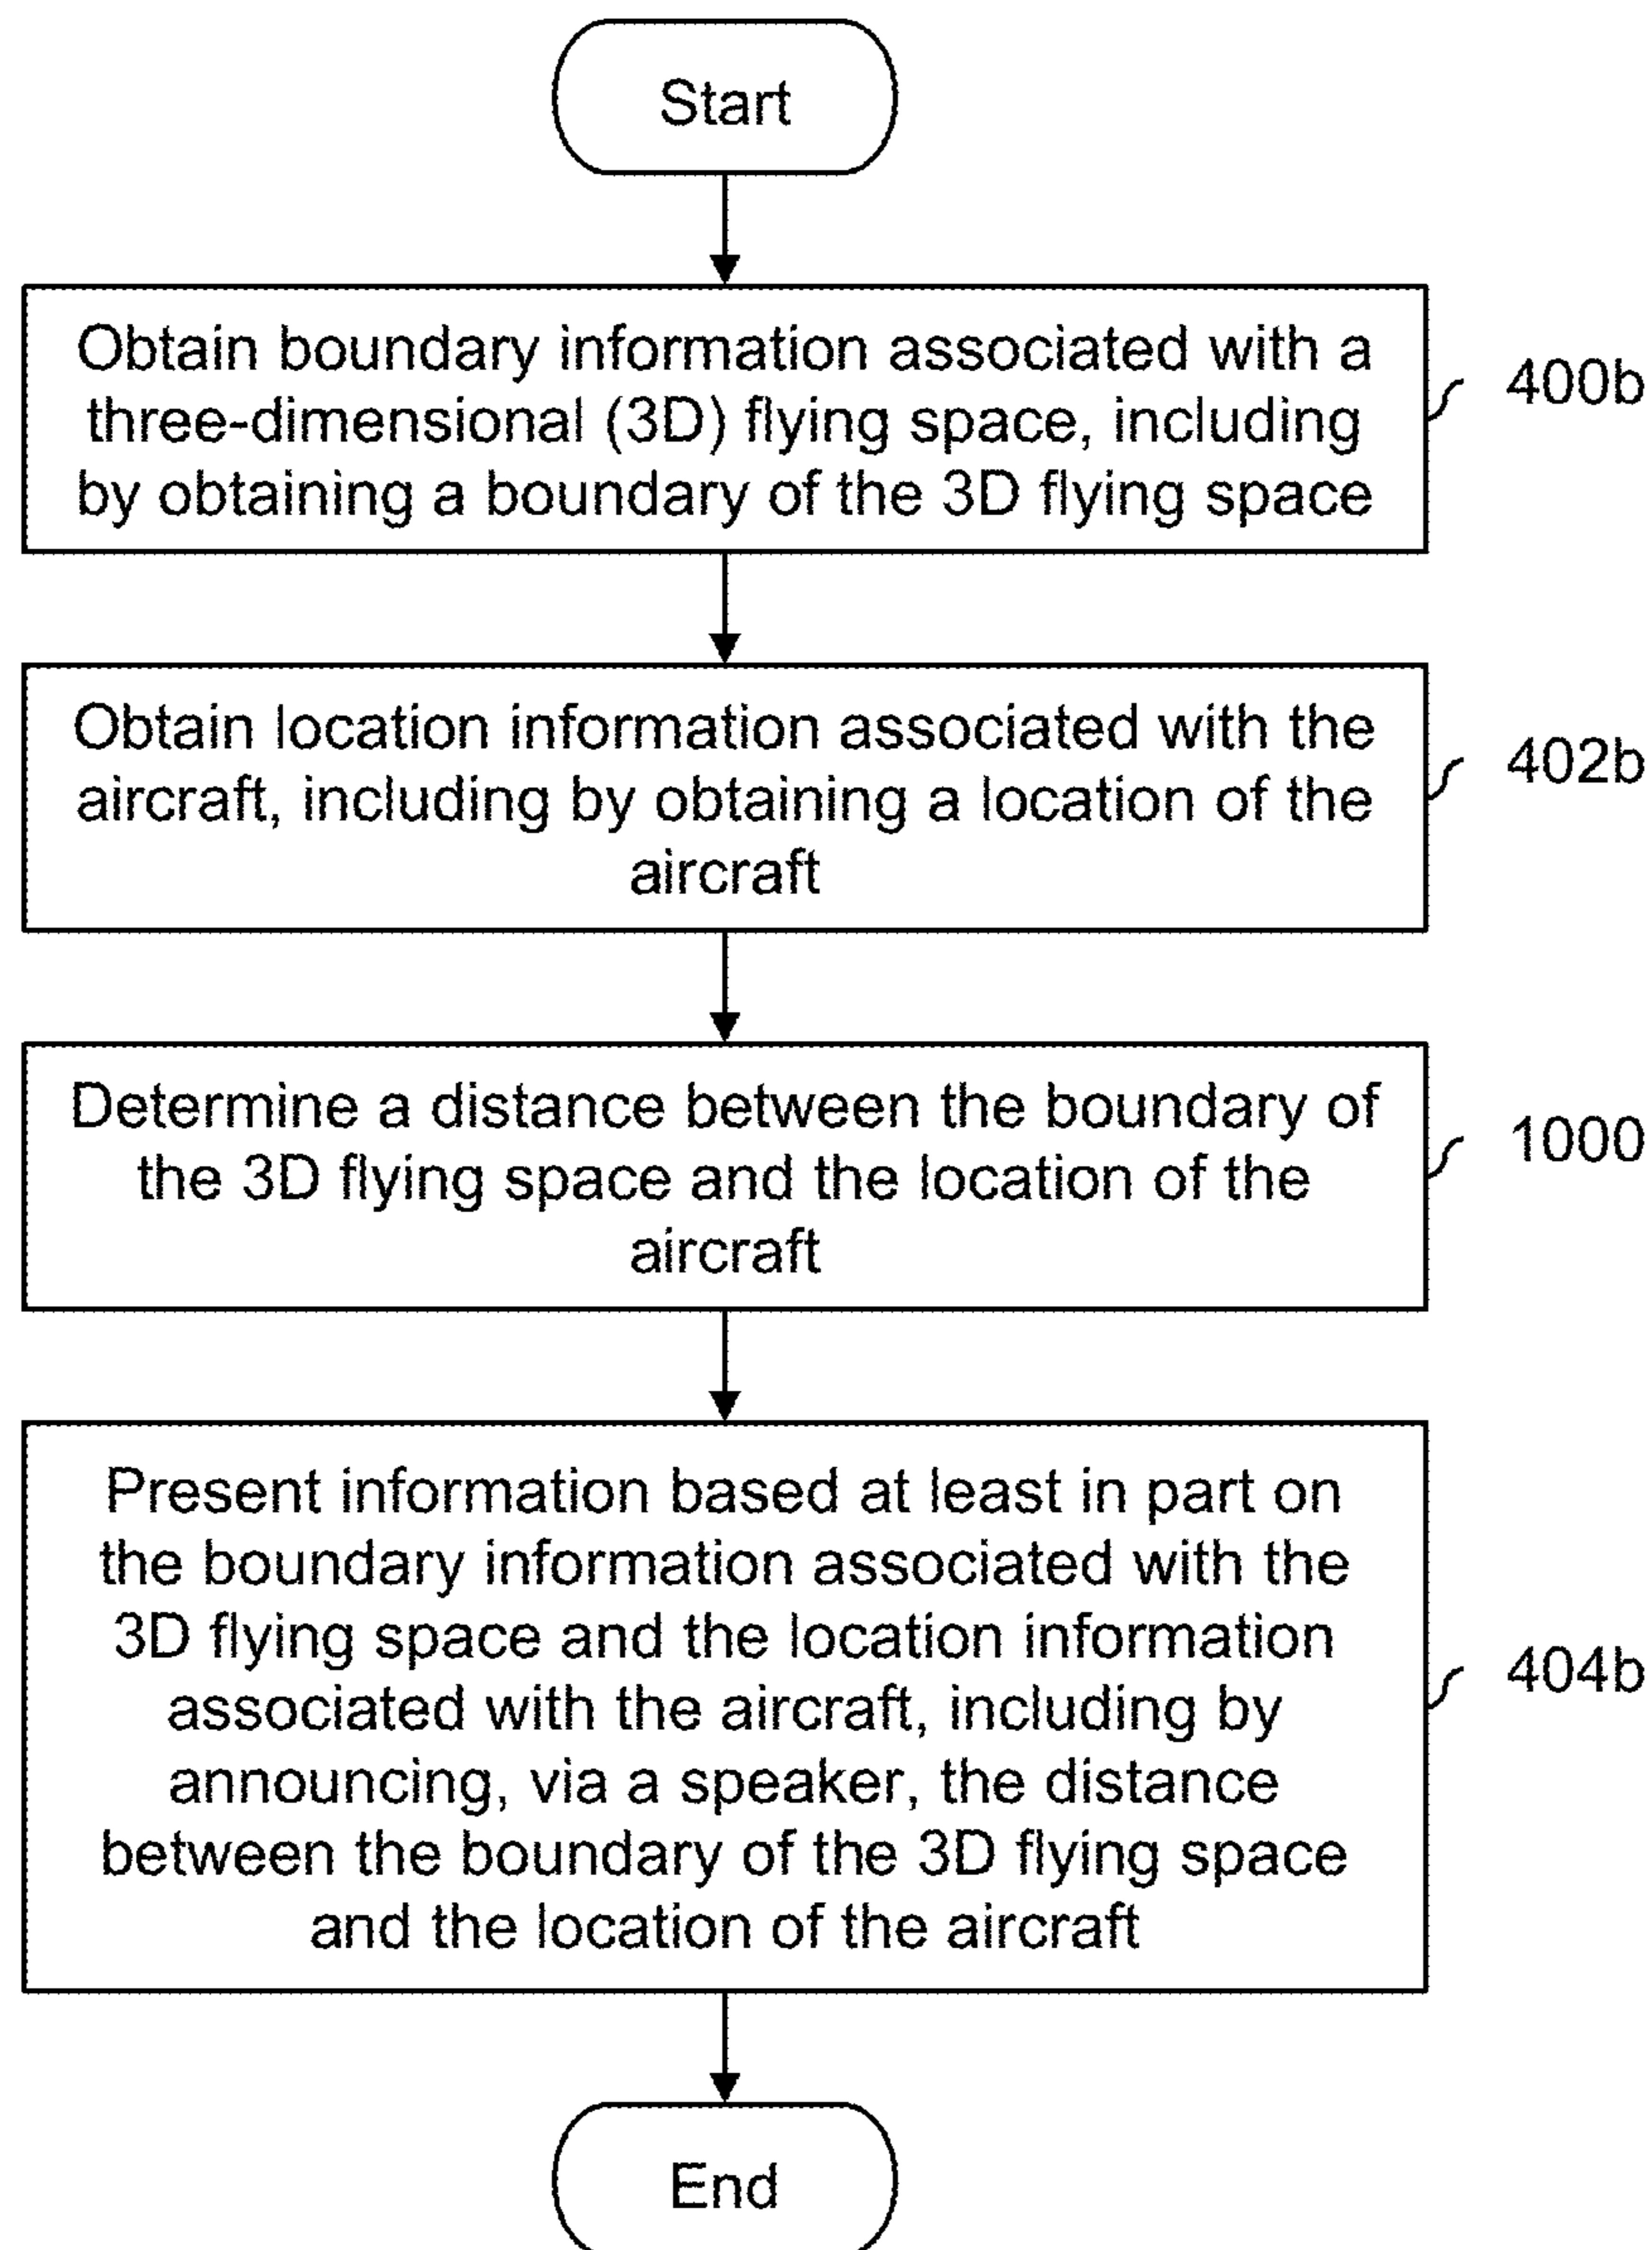 Start
Obtain boundary information associated with a
three-dimensional (3D) flying space, including
by obtaining a boundary of the 3D flying space
400b
Obtain location information associated with the
aircraft, including by obtaining a location of the
aircraft
402b
Determine a distance between the boundary of
the 3D flying space and the location of the
aircraft
1000
Present information based at least in part on
the boundary information associated with the
3D flying space and the location information
associated with the aircraft, including by
announcing, via a speaker, the distance
between the boundary of the 3D flying space
and the location of the aircraft
404b
End